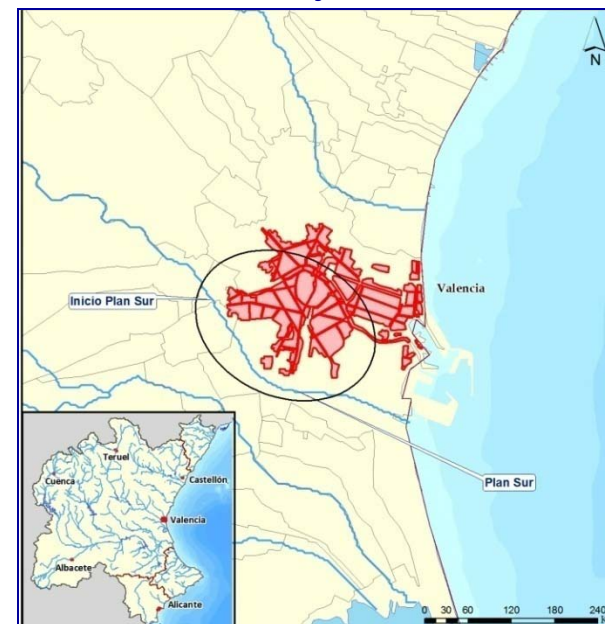 N
Valencia
Inicio Plan Sur
Plan Sur
Teruel
Cuenca
Castellón
Valencia
Albacete
Alicante
0 30 60 120 180 240